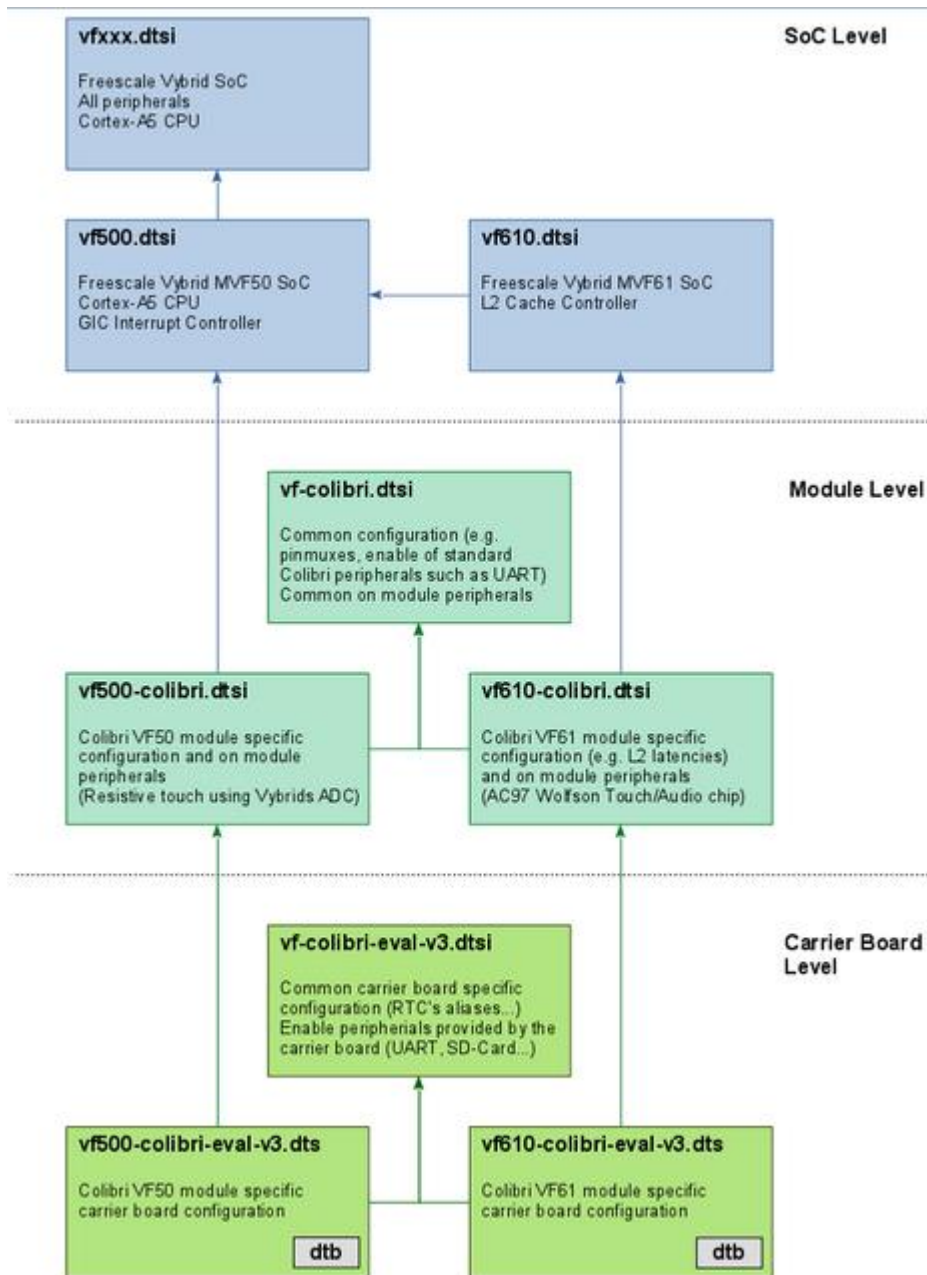 vfxxx.dtsi
Freescale Vybrid SoC
All peripherals
Cortex-A5 CPU
SoC Level
vf500.dtsi
Freescale Vybrid MVF50 SoC
Cortex-A5 CPU
GIC Interrupt Controller
vf610.dtsi
Freescale Vybrid MVF61 SoC
L2 Cache Controller
vf-colibri.dtsi
Common configuration (e.g.
pinmuxes, enable of standard
Colibri peripherals such as UART)
Common on module peripherals
Module Level
vf500-colibri.dtsi
Colibri VF50 module specific
configuration and on module
peripherals
(Resistive touch using Vybrids ADC)
vf610-colibri.dtsi
Colibri VF61 module specific
configuration (e.g. L2 latencies)
and on module peripherals
(AC97 Wolfson Touch/Audio chip)
vf-colibri-eval-v3.dtsi
Common carrier board specific
configuration (RTC's aliases...)
Enable peripherials provided by the
carrier board (UART, SD-Card...)
Carrier Board
Level
vf500-colibri-eval-v3.dts
Colibri VF50 module specific
carrier board configuration
dtb
vf610-colibri-eval-v3.dts
Colibri VF61 module specific
carrier board configuration
dtb